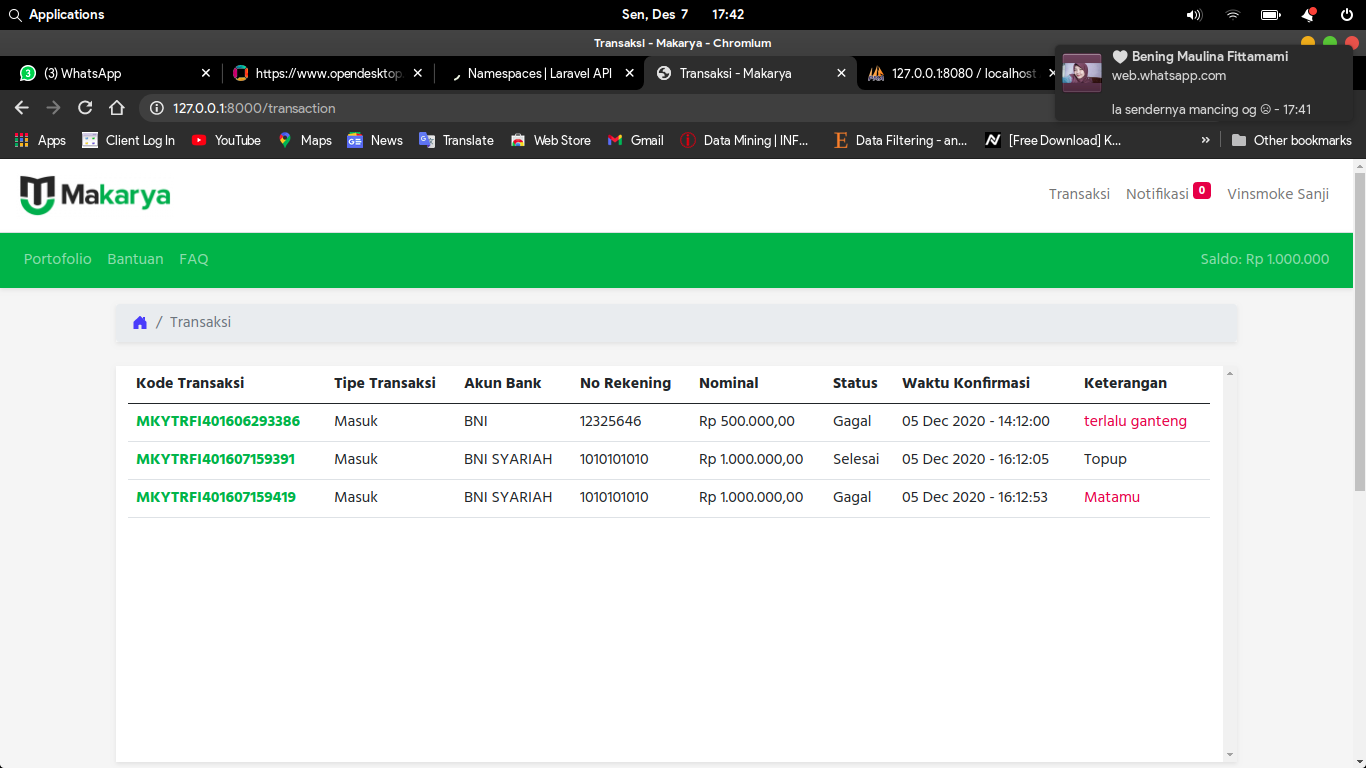 Applications
Sen, Des 7 17:42
Transaksi - Makarya - Chromium
(3) WhatsApp
https://www.opendesktop.
Namespaces | Laravel API
Transaksi - Makarya
127.0.0.1:8080 / localhost
Bening Maulina Fittamami
web.whatsapp.com
la sendernya mancing og ☹ - 17:41
127.0.0.1:8000/transaction
Apps Client Log In YouTube Maps News Translate Web Store Gmail Data Mining | INF... Data Filtering - an... [Free Download] K... » Other bookmarks
Makarya
Transaksi Notifikasi 0 Vinsmoke Sanji
Portofolio Bantuan FAQ Saldo: Rp 1.000.000
/ Transaksi
Kode Transaksi Tipe Transaksi Akun Bank No Rekening Nominal Status Waktu Konfirmasi Keterangan
MKYTRFI401606293386 Masuk BNI 12325646 Rp 500.000,00 Gagal 05 Dec 2020 - 14:12:00 terlalu ganteng
MKYTRFI401607159391 Masuk BNI SYARIAH 1010101010 Rp 1.000.000,00 Selesai 05 Dec 2020 - 16:12:05 Topup
MKYTRFI401607159419 Masuk BNI SYARIAH 1010101010 Rp 1.000.000,00 Gagal 05 Dec 2020 - 16:12:53 Matamu